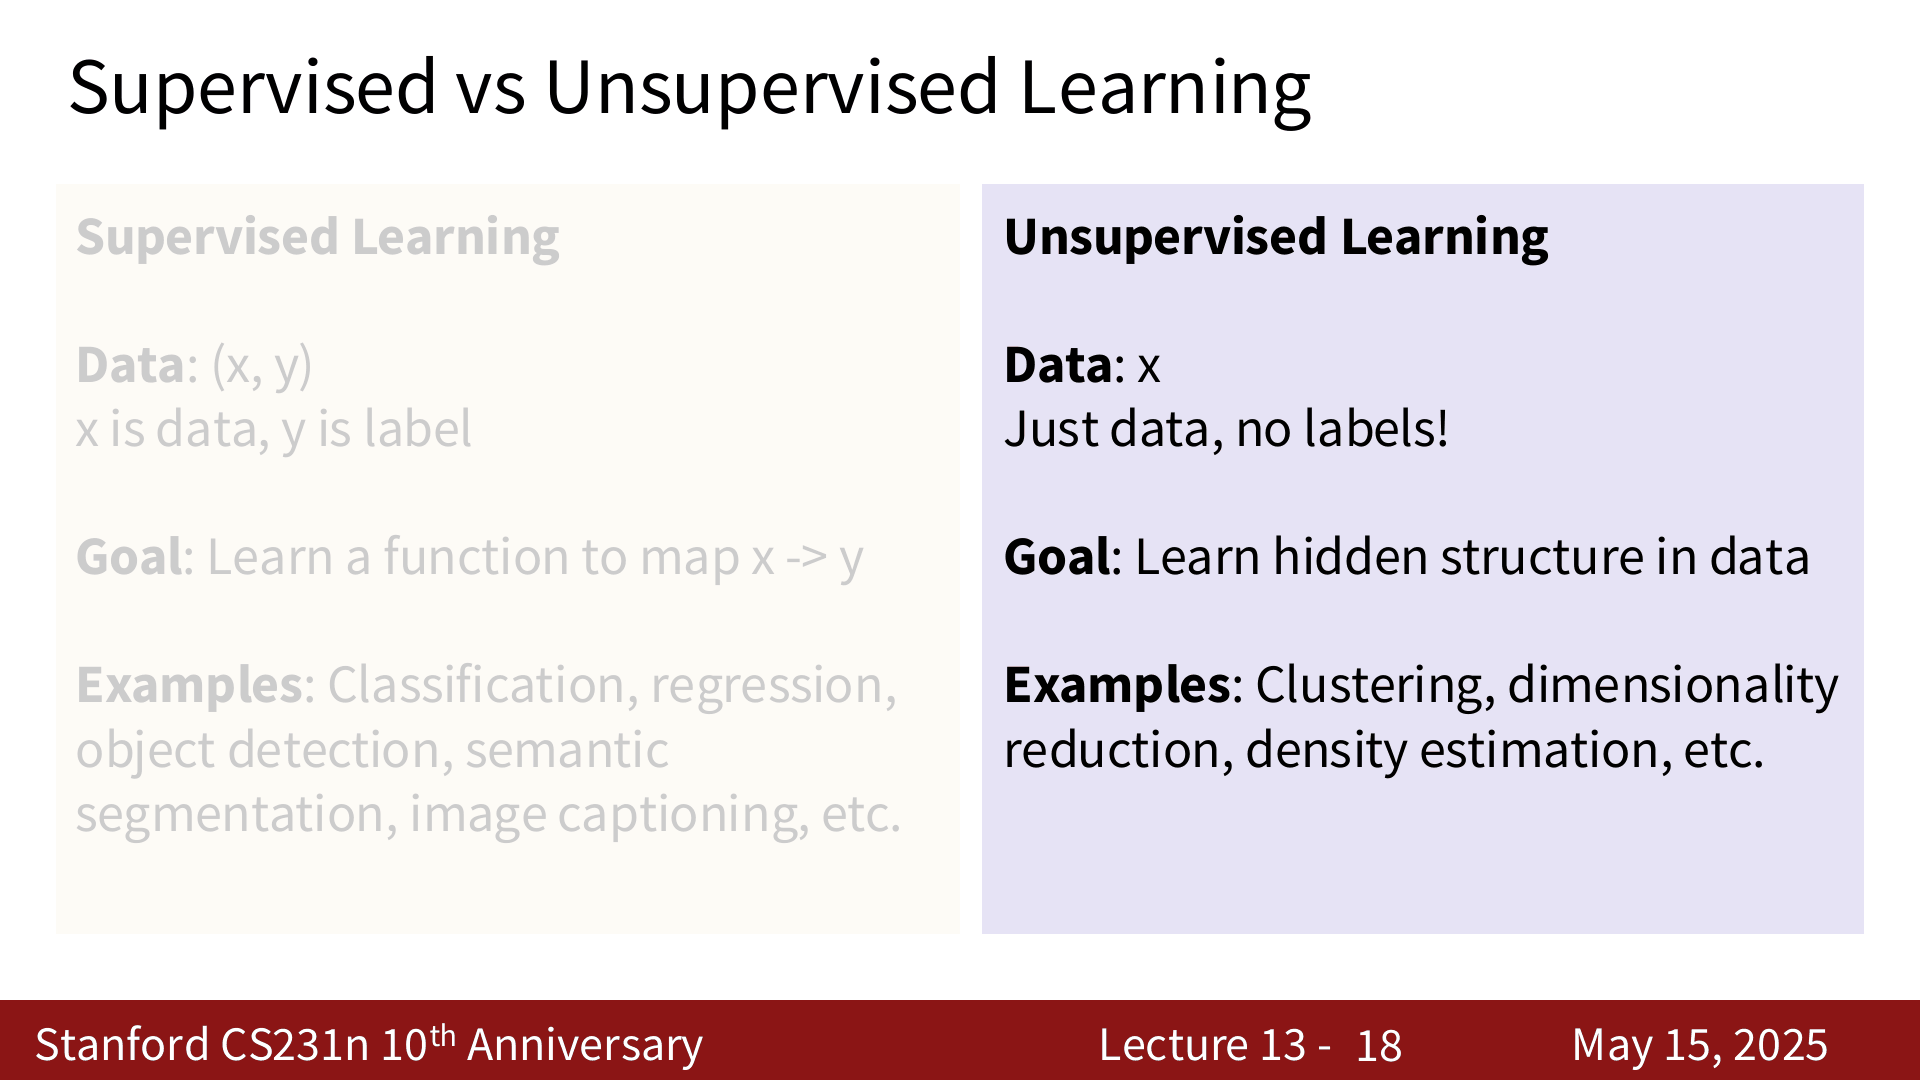 Supervised vs Unsupervised Learning
Supervised Learning
Data: (x, y)
x is data, y is label
Goal: Learn a function to map x -> y
Examples: Classification, regression,
object detection, semantic
segmentation, image captioning, etc.
Unsupervised Learning
Data: x
Just data, no labels!
Goal: Learn hidden structure in data
Examples: Clustering, dimensionality
reduction, density estimation, etc.
Stanford CS231n 10th Anniversary
Lecture 13 - 18
May 15, 2025